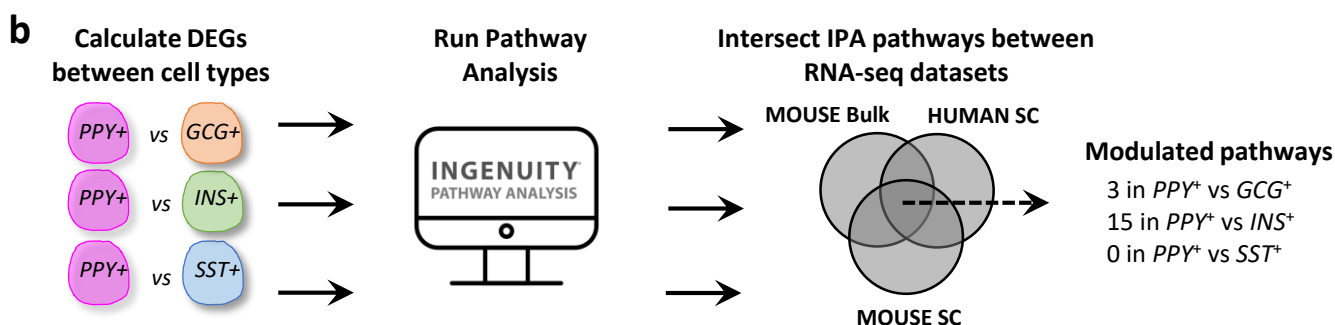 b
Calculate DEGs
between cell types
PPY+ vs GCG+
PPY+ vs INS+
PPY+ vs SST+
Run Pathway
Analysis
INGENUITY
PATHWAY ANALYSIS
Intersect IPA pathways between
RNA-seq datasets
MOUSE Bulk
HUMAN SC
MOUSE SC
Modulated pathways
3 in PPY⁺ vs GCG⁺
15 in PPY⁺ vs INS⁺
0 in PPY⁺ vs SST⁺